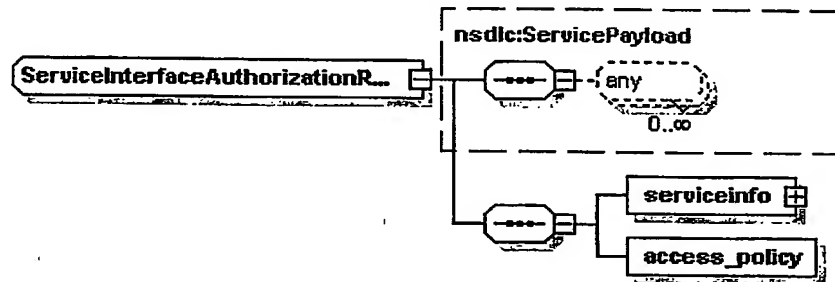 nsdlc:ServicePayload
ServiceInterfaceAuthorizationR...
any
0..∞
serviceinfo
access_policy